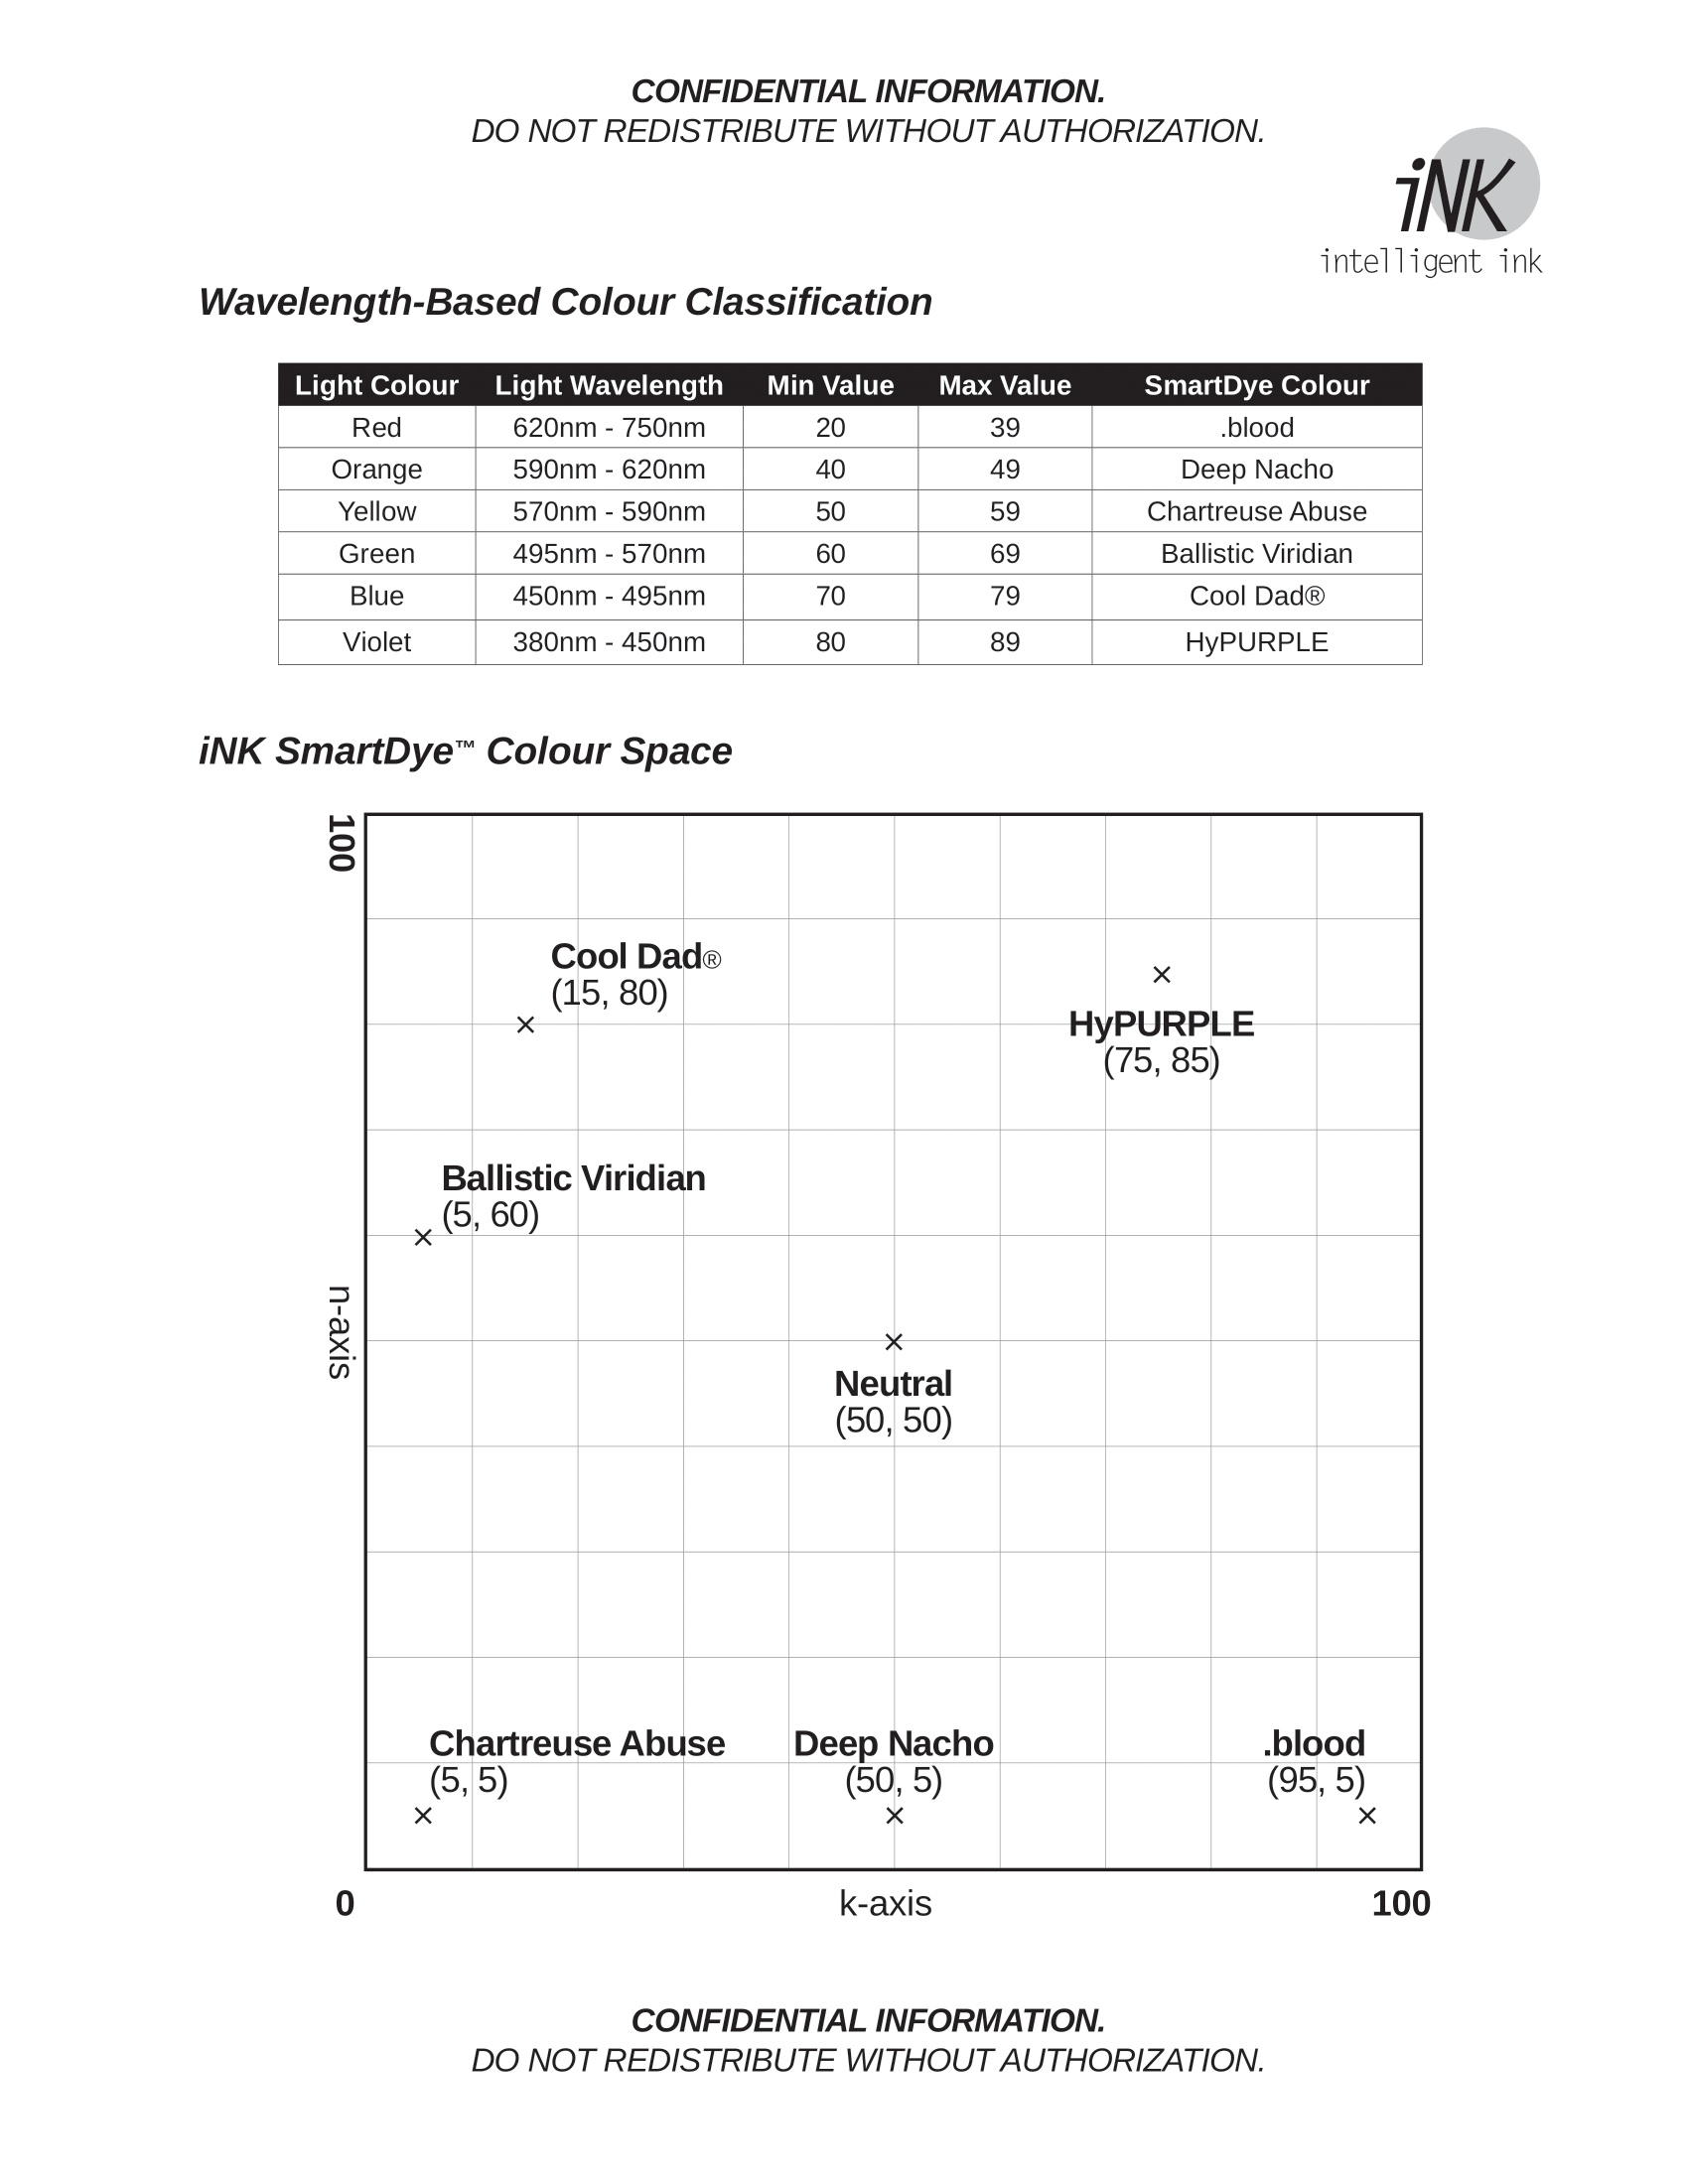 CONFIDENTIAL INFORMATION.
DO NOT REDISTRIBUTE WITHOUT AUTHORIZATION.
iNK
intelligent ink
Wavelength-Based Colour Classification
Light Colour Light Wavelength Min Value Max Value SmartDye Colour
Red 620nm - 750nm 20 39 .blood
Orange 590nm - 620nm 40 49 Deep Nacho
Yellow 570nm - 590nm 50 59 Chartreuse Abuse
Green 495nm - 570nm 60 69 Ballistic Viridian
Blue 450nm - 495nm 70 79 Cool Dad®
Violet 380nm - 450nm 80 89 HyPURPLE
iNK SmartDye™ Colour Space
100
Cool Dad®
(15, 80)
HyPURPLE
(75, 85)
Ballistic Viridian
(5, 60)
n-axis
Neutral
(50, 50)
Chartreuse Abuse
(5, 5)
Deep Nacho
(50, 5)
.blood
(95, 5)
0 k-axis 100
CONFIDENTIAL INFORMATION.
DO NOT REDISTRIBUTE WITHOUT AUTHORIZATION.